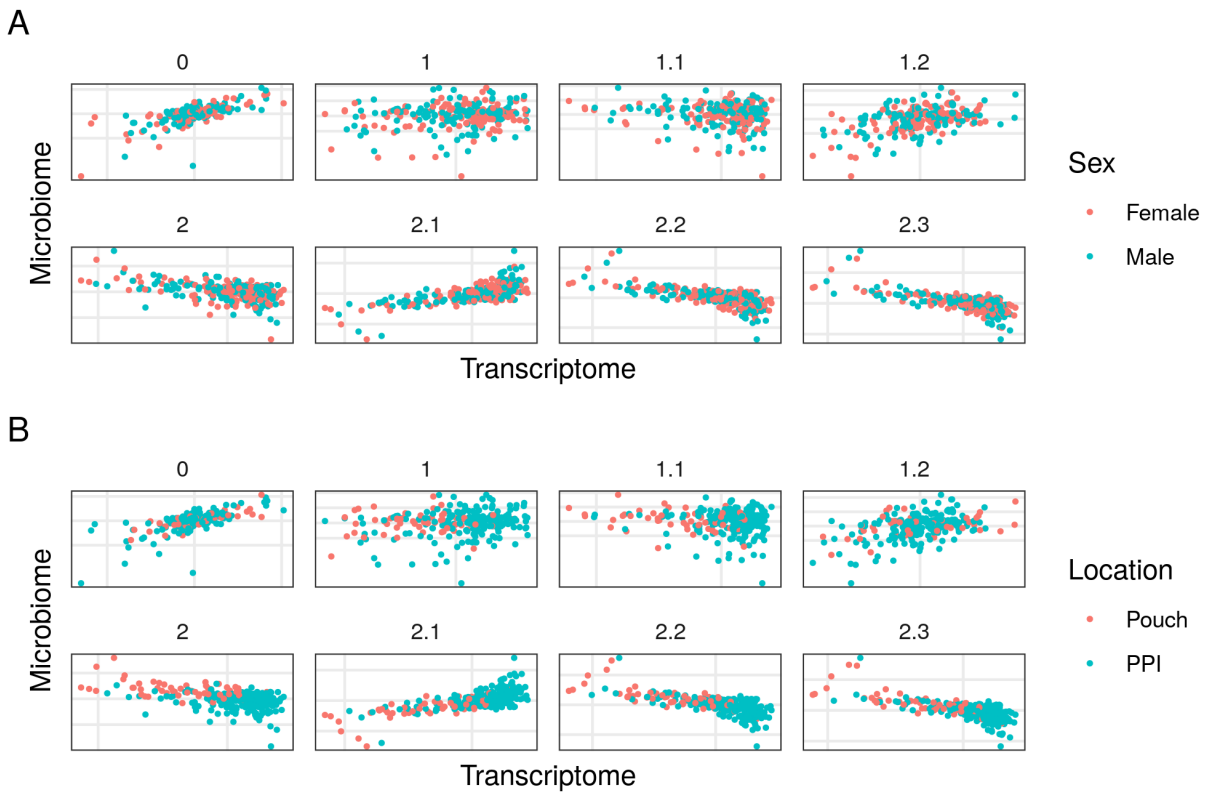 A
0 1 1.1 1.2
2 2.1 2.2 2.3
Microbiome
Transcriptome
Sex
Female
Male
B
0 1 1.1 1.2
2 2.1 2.2 2.3
Microbiome
Transcriptome
Location
Pouch
PPI